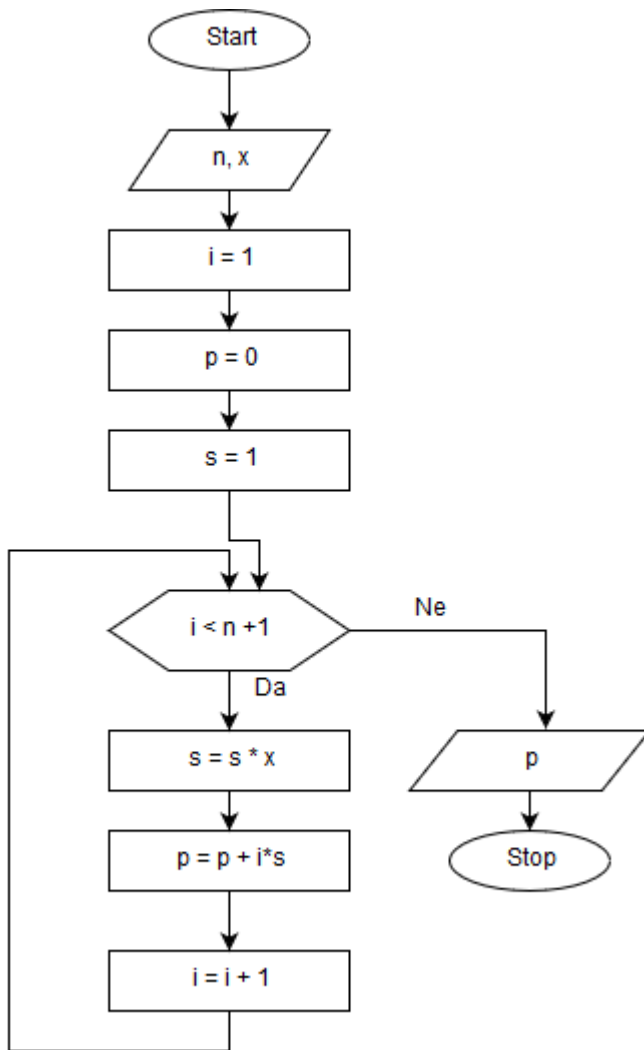 Start
n, x
i = 1
p = 0
s = 1
i < n +1
Ne
Da
s = s * x
p
p = p + i*s
Stop
i = i + 1